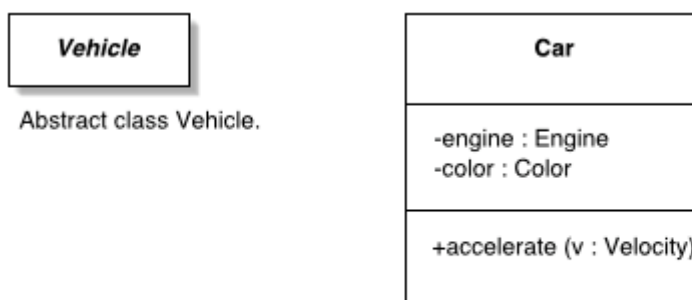 Vehicle
Abstract class Vehicle.
Car
-engine : Engine
-color : Color
+accelerate (v : Velocity)